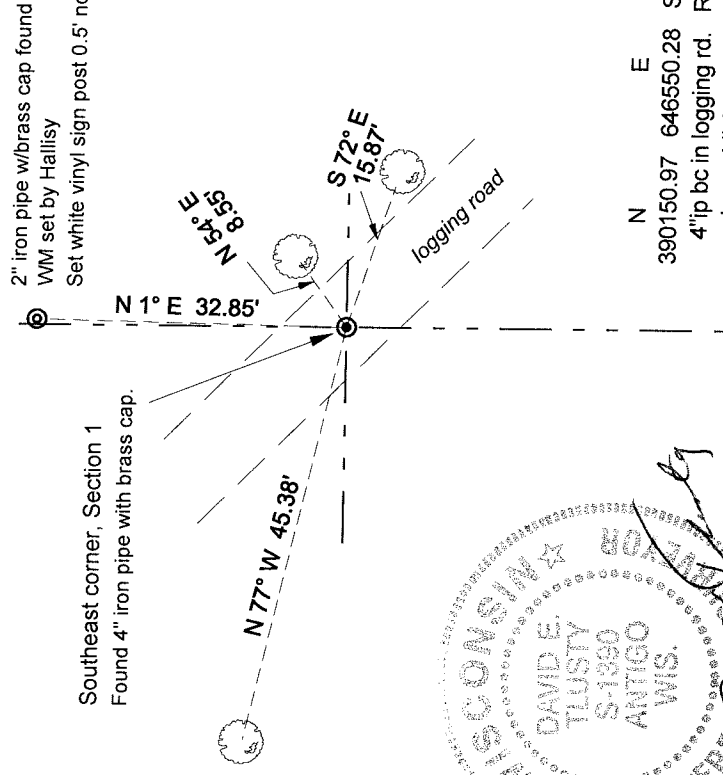 2" iron pipe w/brass cap found
WM set by Hallisy
Set white vinyl sign post 0.5'
N 1° E 32.85'
N 54° E
8.55'
S 72° E
15.87'
logging road
Southeast corner, Section 1
Found 4" iron pipe with brass cap.
N 77° W 45.38'
N E
390150.97 646550.28 S
4"ip bc in logging rd. R
WISCONSIN
DAVID E.
TLUSTY
S-1390
ANTIGO
WIS.